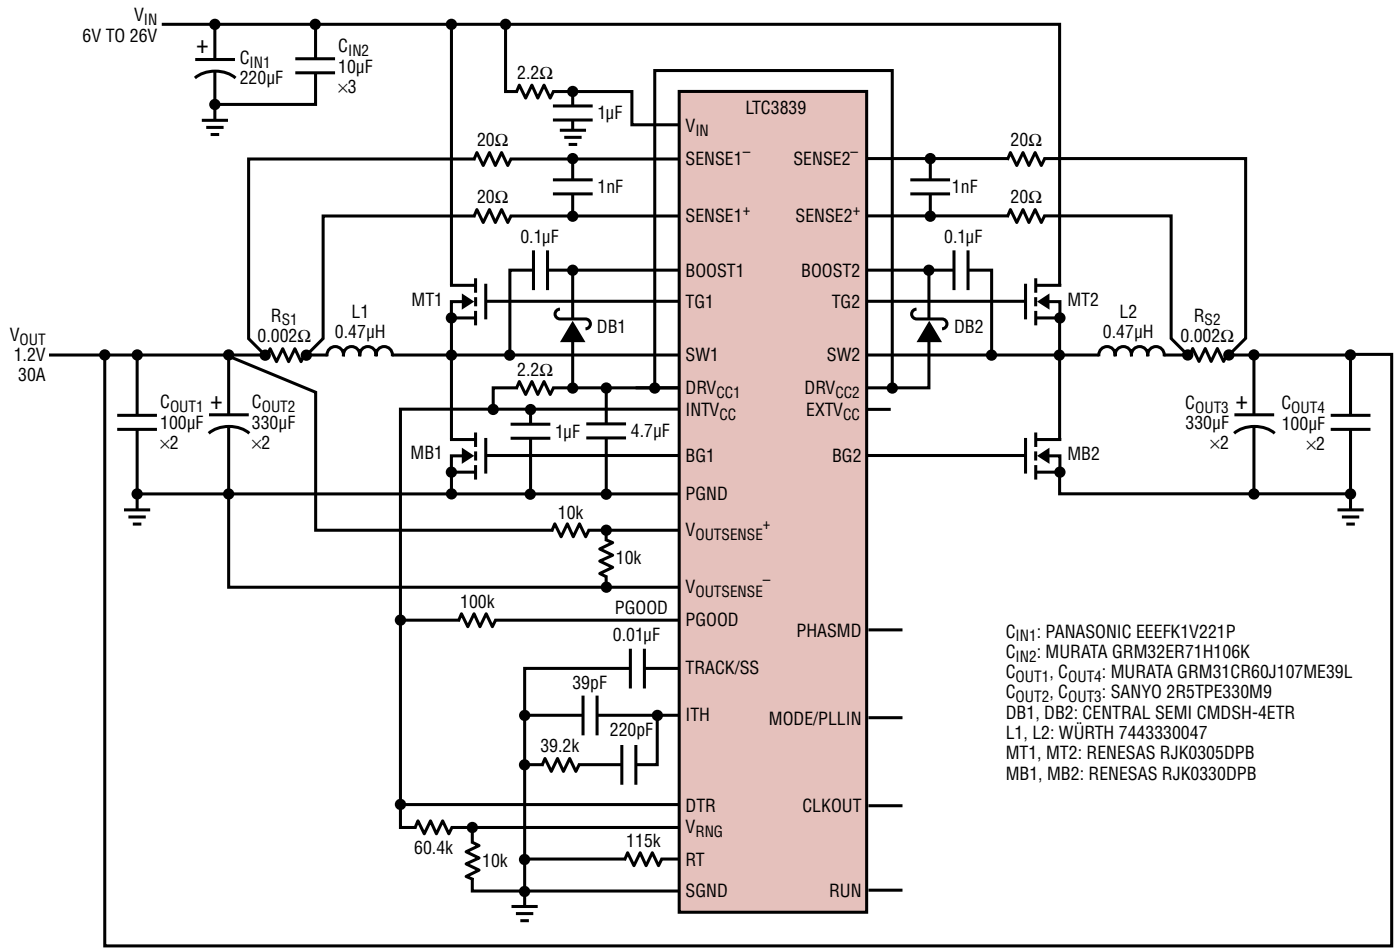 VIN
6V TO 26V
CIN1
220µF
CIN2
10µF
×3
2.2Ω
1µF
LTC3839
VIN
20Ω
SENSE1–
SENSE2–
20Ω
1nF
1nF
20Ω
SENSE1+
SENSE2+
20Ω
0.1µF
0.1µF
BOOST1
BOOST2
MT1
TG1
TG2
MT2
DB1
DB2
RS1
0.002Ω
L1
0.47µH
L2
0.47µH
RS2
0.002Ω
VOUT
1.2V
30A
SW1
SW2
2.2Ω
DRVCC1
DRVCC2
INTVCC
EXTVCC
COUT1
100µF
×2
COUT2
330µF
×2
1µF
4.7µF
COUT3
330µF
×2
COUT4
100µF
×2
MB1
BG1
BG2
MB2
PGND
10k
VOUTSENSE+
10k
VOUTSENSE–
100k
PGOOD
PGOOD
PHASMD
0.01µF
TRACK/SS
39pF
ITH
MODE/PLLIN
220pF
39.2k
DTR
CLKOUT
VRNG
60.4k
10k
115k
RT
SGND
RUN
CIN1: PANASONIC EEEFK1V221P
CIN2: MURATA GRM32ER71H106K
COUT1, COUT4: MURATA GRM31CR60J107ME39L
COUT2, COUT3: SANYO 2R5TPE330M9
DB1, DB2: CENTRAL SEMI CMDSH-4ETR
L1, L2: WÜRTH 7443330047
MT1, MT2: RENESAS RJK0305DPB
MB1, MB2: RENESAS RJK0330DPB
+
+
+